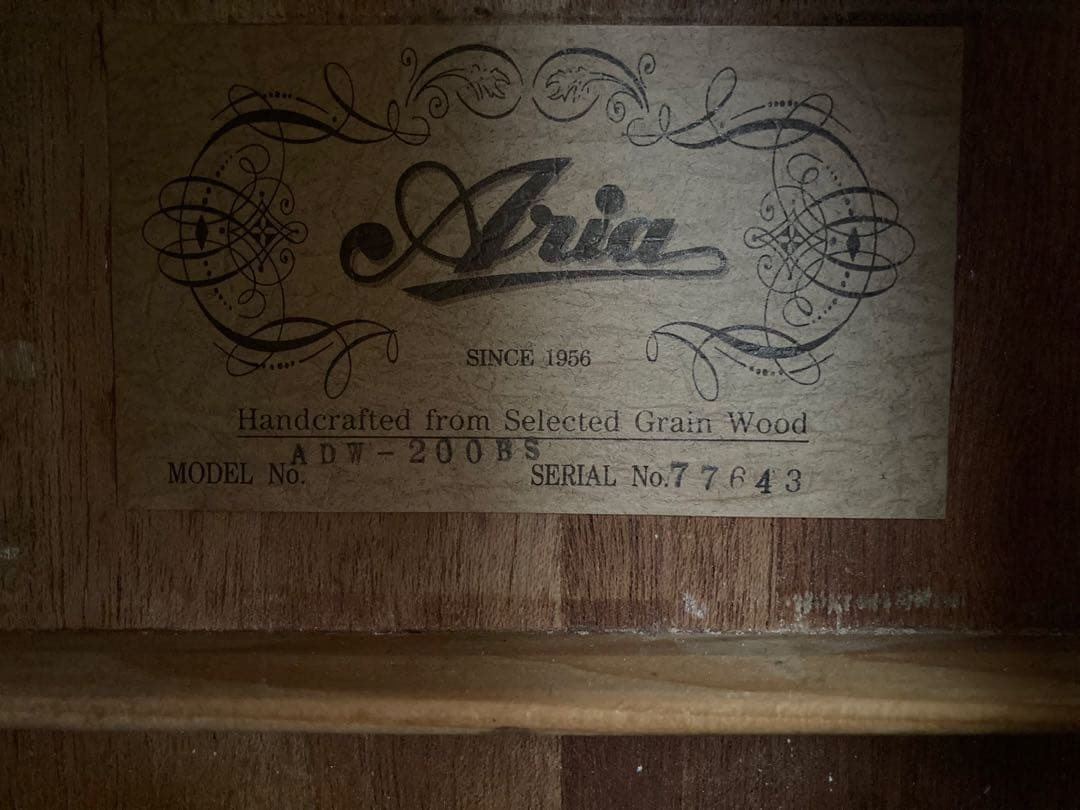 Aria
SINCE 1956
Handcrafted from Selected Grain Wood
MODEL No. ADW-200BS SERIAL No. 77643